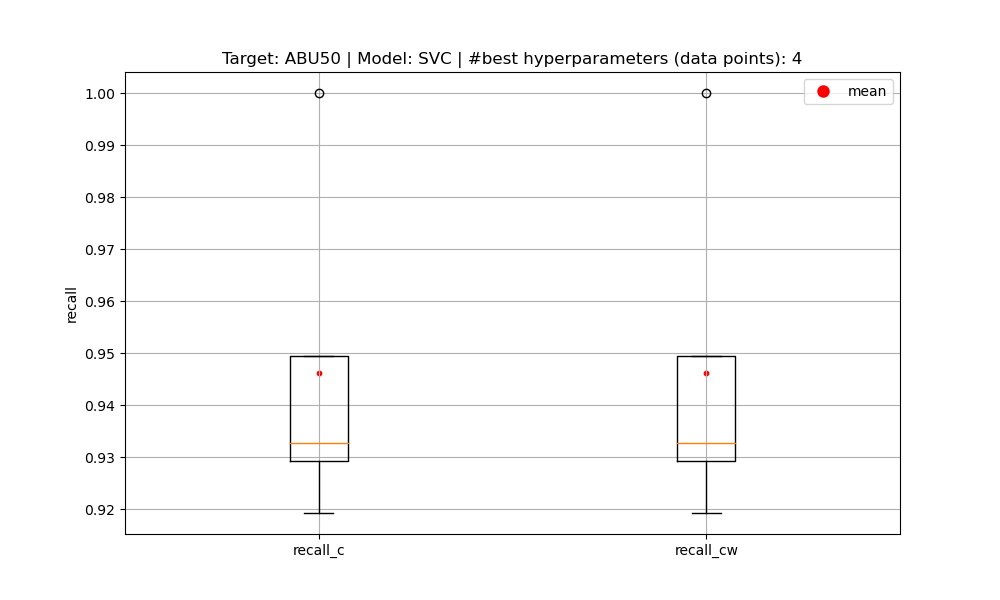 Target: ABU50 | Model: SVC | #best hyperparameters (data points): 4
mean
1.00
0.99
0.98
0.97
0.96
0.95
0.94
0.93
0.92
recall
recall_c
recall_cw